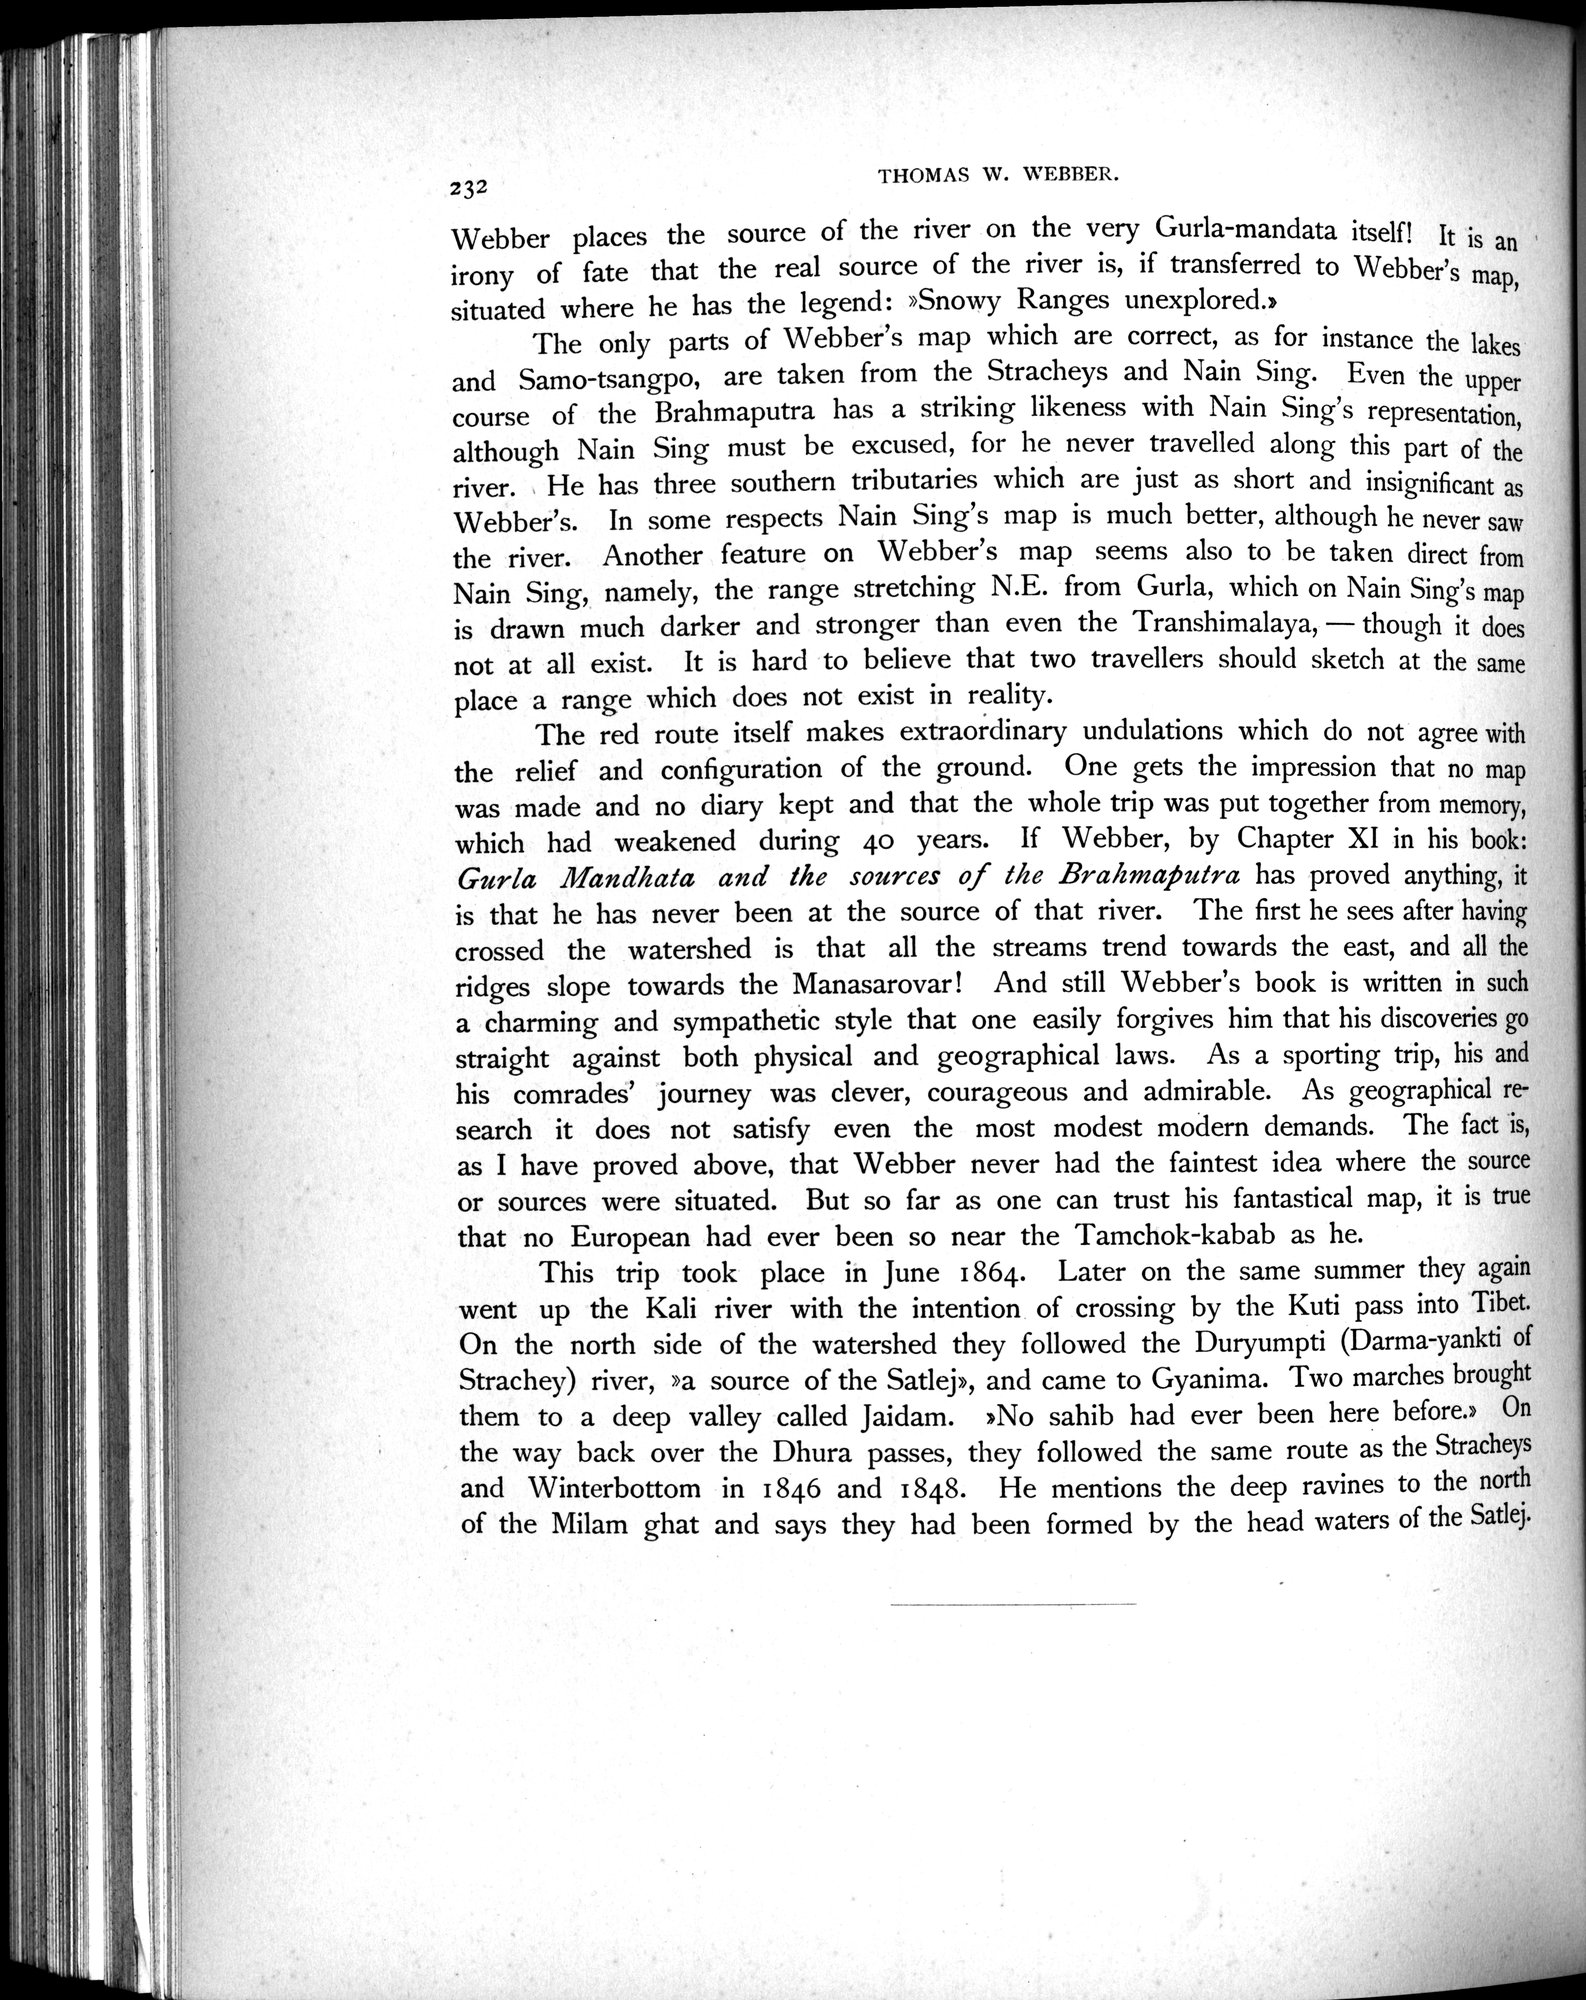 232
THOMAS W. WEBBER.
Webber places the source of the river on the very Gurla-mandata itself! It is an
irony of fate that the real source of the river is, if transferred to Webber's map,
situated where he has the legend: »Snowy Ranges unexplored.»
The only parts of Webber's map which are correct, as for instance the lakes
and Samo-tsangpo, are taken from the Stracheys and Nain Sing. Even the upper
course of the Brahmaputra has a striking likeness with Nain Sing's representation,
although Nain Sing must be excused, for he never travelled along this part of the
river. He has three southern tributaries which are just as short and insignificant as
Webber's. In some respects Nain Sing's map is much better, although he never saw
the river. Another feature on Webber's map seems also to be taken direct from
Nain Sing, namely, the range stretching N.E. from Gurla, which on Nain Sing's map
is drawn much darker and stronger than even the Transhimalaya, — though it does
not at all exist. It is hard to believe that two travellers should sketch at the same
place a range which does not exist in reality.
The red route itself makes extraordinary undulations which do not agree with
the relief and configuration of the ground. One gets the impression that no map
was made and no diary kept and that the whole trip was put together from memory,
which had weakened during 40 years. If Webber, by Chapter XI in his book:
Gurla Mandhata and the sources of the Brahmaputra has proved anything, it
is that he has never been at the source of that river. The first he sees after having
crossed the watershed is that all the streams trend towards the east, and all the
ridges slope towards the Manasarovar! And still Webber's book is written in such
a charming and sympathetic style that one easily forgives him that his discoveries go
straight against both physical and geographical laws. As a sporting trip, his and
his comrades' journey was clever, courageous and admirable. As geographical re-
search it does not satisfy even the most modest modern demands. The fact is,
as I have proved above, that Webber never had the faintest idea where the source
or sources were situated. But so far as one can trust his fantastical map, it is true
that no European had ever been so near the Tamchok-kabab as he.
This trip took place in June 1864. Later on the same summer they again
went up the Kali river with the intention of crossing by the Kuti pass into Tibet.
On the north side of the watershed they followed the Duryumpti (Darma-yankti of
Strachey) river, »a source of the Satlej», and came to Gyanima. Two marches brought
them to a deep valley called Jaidam. »No sahib had ever been here before.» On
the way back over the Dhura passes, they followed the same route as the Stracheys
and Winterbottom in 1846 and 1848. He mentions the deep ravines to the north
of the Milam ghat and says they had been formed by the head waters of the Satlej.